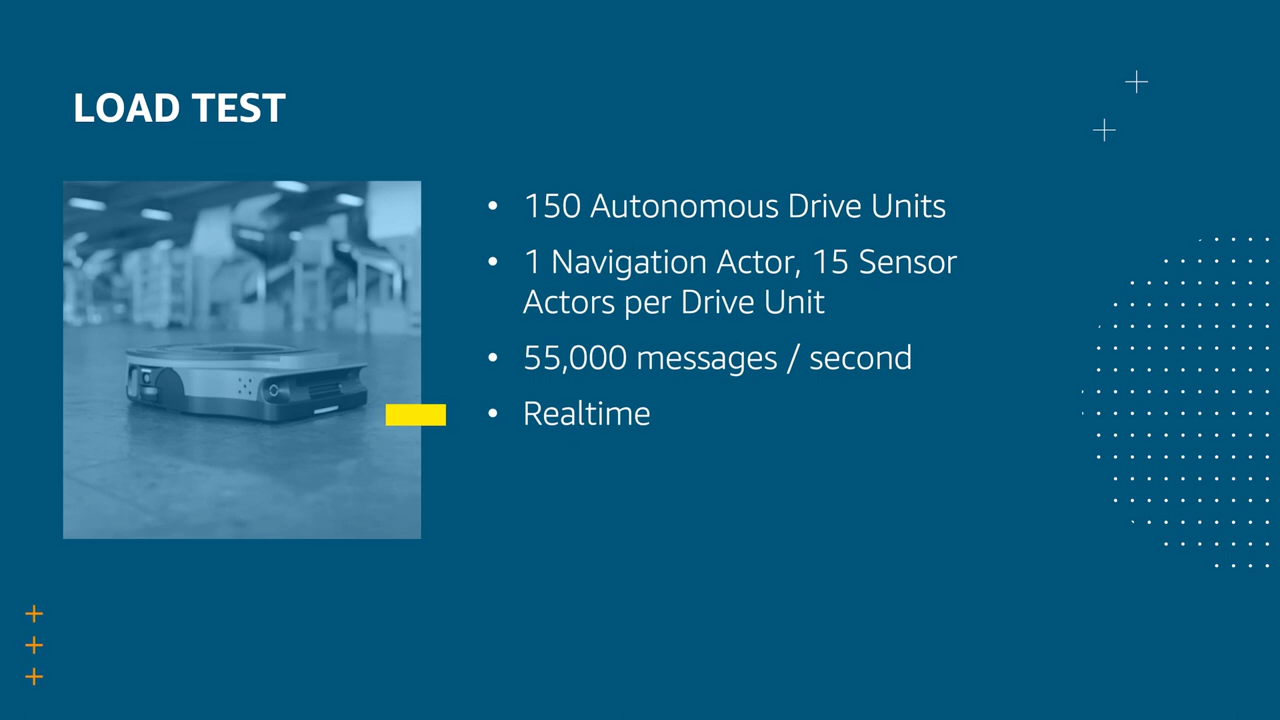 LOAD TEST
• 150 Autonomous Drive Units
• 1 Navigation Actor, 15 Sensor
Actors per Drive Unit
• 55,000 messages / second
• Realtime